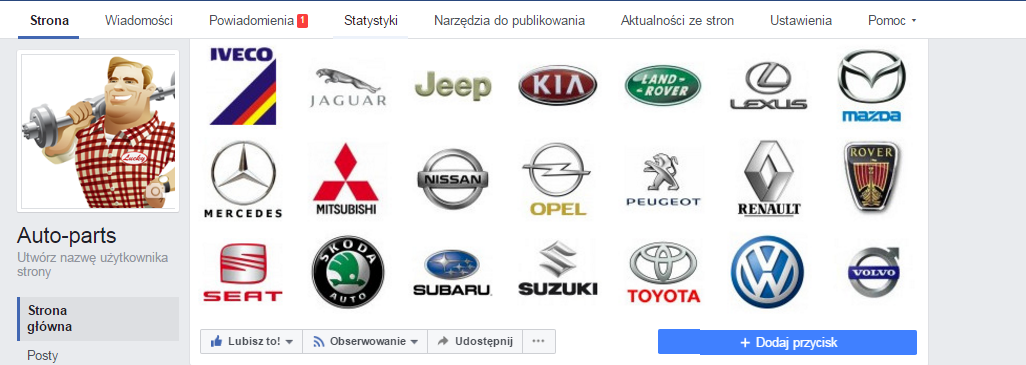 Strona Wiadomości Powiadomienia 1 Statystyki Narzędzia do publikowania Aktualności ze stron Ustawienia Pomoc
IVECO JAGUAR Jeep KIA LAND-ROVER LEXUS mazda
Lucky
MERCEDES MITSUBISHI NISSAN OPEL PEUGEOT RENAULT ROVER
Auto-parts
Utwórz nazwę użytkownika
strony
SEAT SKODA AUTO SUBARU SUZUKI TOYOTA VOLVO
Strona
główna
Posty
Lubisz to! Obserwowanie Udostępnij ... + Dodaj przycisk